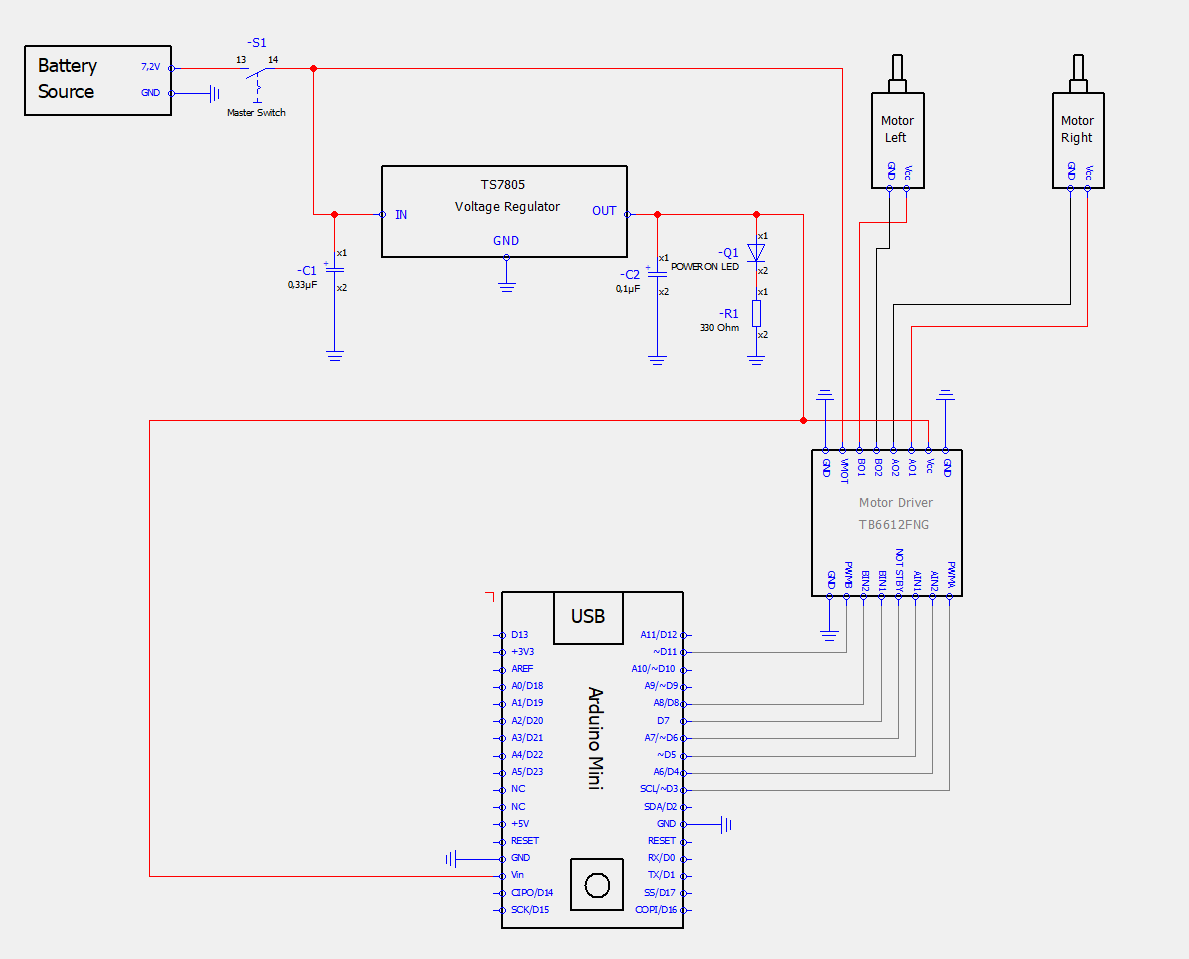 -S1
13 14
Battery
Source
7,2V
GND
Master Switch
Motor
Left
GND
Vcc
Motor
Right
GND
Vcc
TS7805
Voltage Regulator
IN
OUT
GND
-C1
0,33µF
+
x1
x2
-C2
0,1µF
+
x1
x2
-Q1
POWER ON LED
x1
x2
-R1
330 Ohm
x1
x2
GND
VMOT
BO1
BO2
AO2
AO1
Vcc
GND
Motor Driver
TB6612FNG
GND
PWMB
BIN2
BIN1
NOT STBY
AIN1
AIN2
PWMA
USB
Arduino Mini
D13
+3V3
AREF
A0/D18
A1/D19
A2/D20
A3/D21
A4/D22
A5/D23
NC
NC
+5V
RESET
GND
Vin
CIPO/D14
SCK/D15
A11/D12
~D11
A10/~D10
A9/~D9
A8/D8
D7
A7/~D6
~D5
A6/D4
SCL/~D3
SDA/D2
GND
RESET
RX/D0
TX/D1
SS/D17
COPI/D16